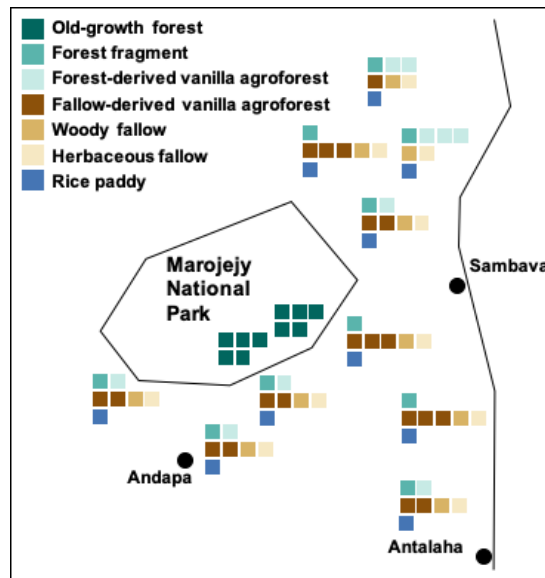 Old-growth forest
Forest fragment
Forest-derived vanilla agroforest
Fallow-derived vanilla agroforest
Woody fallow
Herbaceous fallow
Rice paddy
Marojejy
National
Park
Sambava
Andapa
Antalaha